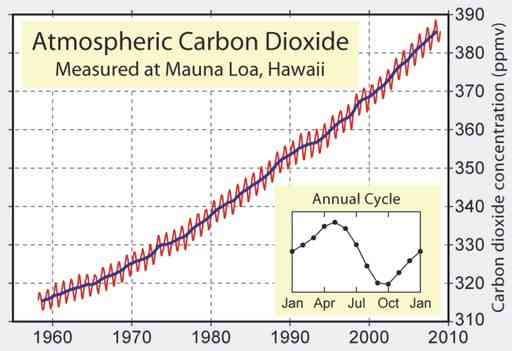 Atmospheric Carbon Dioxide
Measured at Mauna Loa, Hawaii
390
380
370
360
350
340
330
320
310
Carbon dioxide concentration (ppmv)
Annual Cycle
Jan Apr Jul Oct Jan
1960 1970 1980 1990 2000 2010